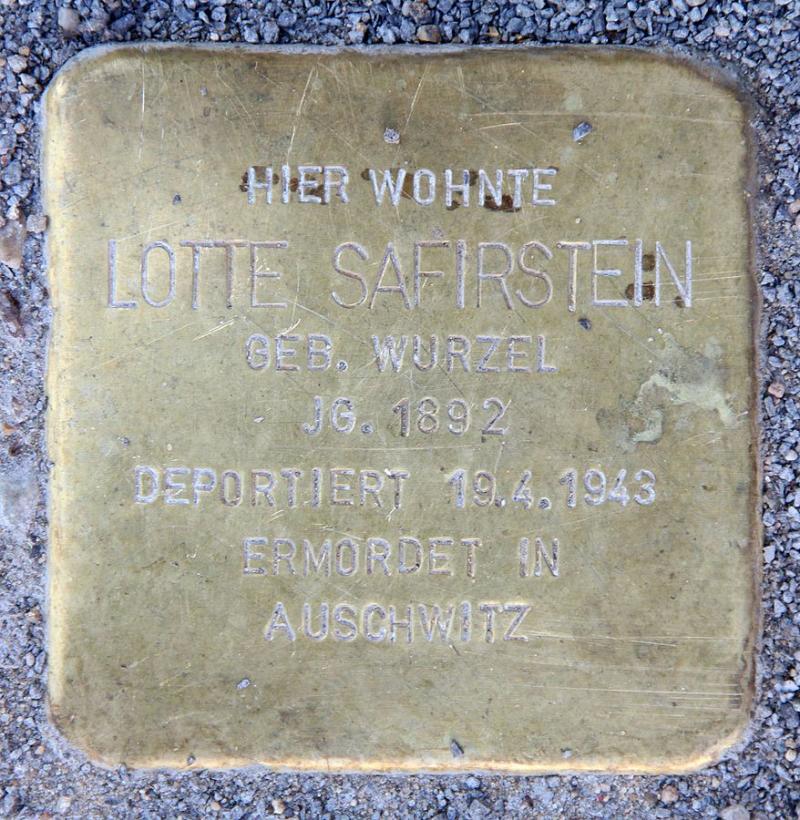 HIER WOHNTE
LOTTE SAFIRSTEIN
GEB. WURZEL
JG. 1892
DEPORTIERT 19.4.1943
ERMORDET IN
AUSCHWITZ